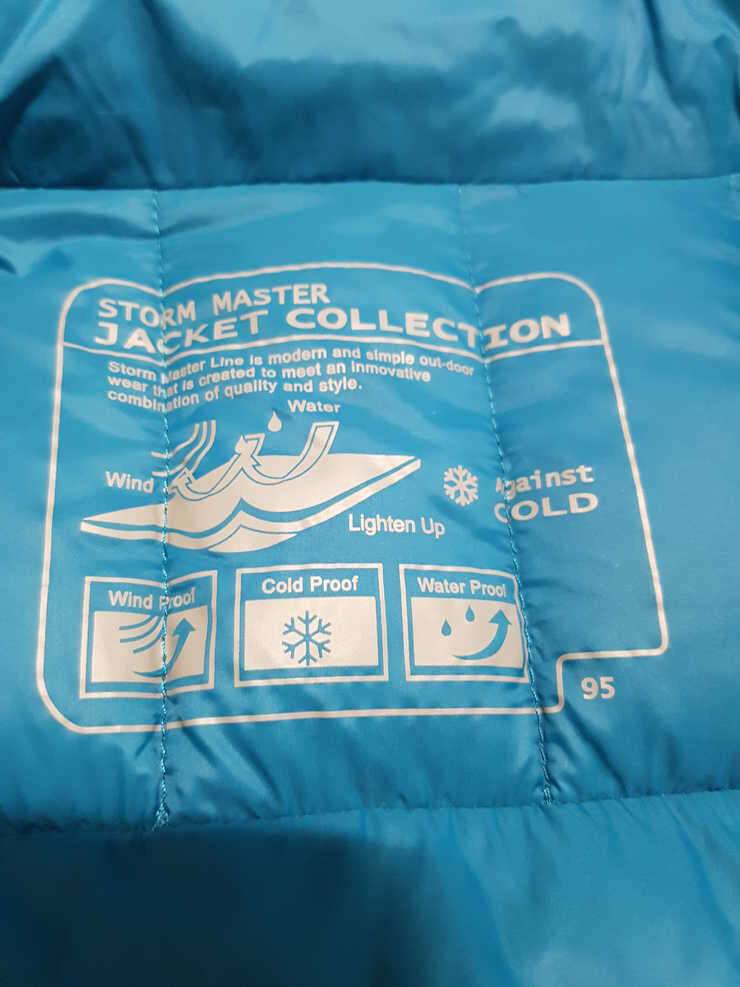 STORM MASTER
JACKET COLLECTION
Storm Master Line is modern and simple out-door
wear that is created to meet an inmovative
combination of quality and style.
Water
Wind
Against
COLD
Lighten Up
Wind Proof
Cold Proof
Water Proof
95